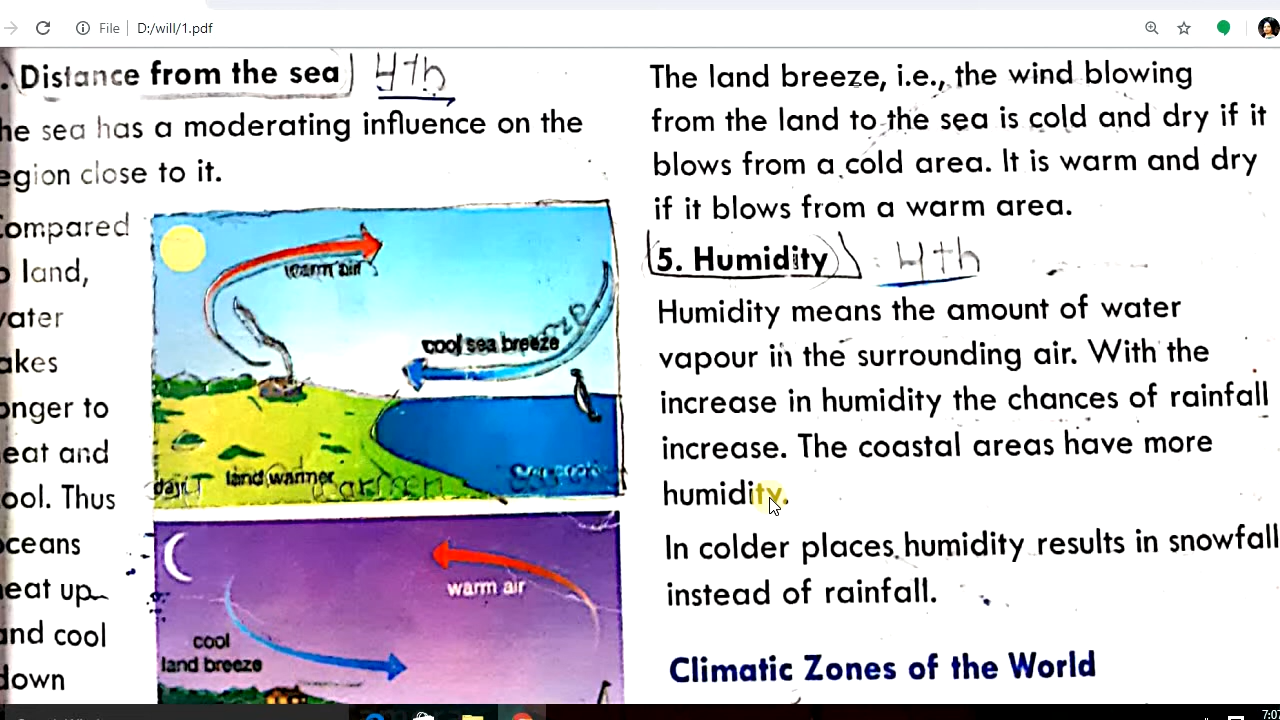 File | D:/will/1.pdf
. Distance from the sea) 4th
he sea has a moderating influence on the
egion close to it.
Compared
o land,
vater
akes
onger to
eat and
ool. Thus
oceans
heat up
and cool
down
warm air
cool sea breeze
day
land warmer
warm air
cool
land breeze
The land breeze, i.e., the wind blowing
from the land to the sea is cold and dry if it
blows from a cold area. It is warm and dry
if it blows from a warm area.
5. Humidity 4th
Humidity means the amount of water
vapour in the surrounding air. With the
increase in humidity the chances of rainfall
increase. The coastal areas have more
humidity.
In colder places humidity results in snowfall
instead of rainfall.
Climatic Zones of the World
7:07